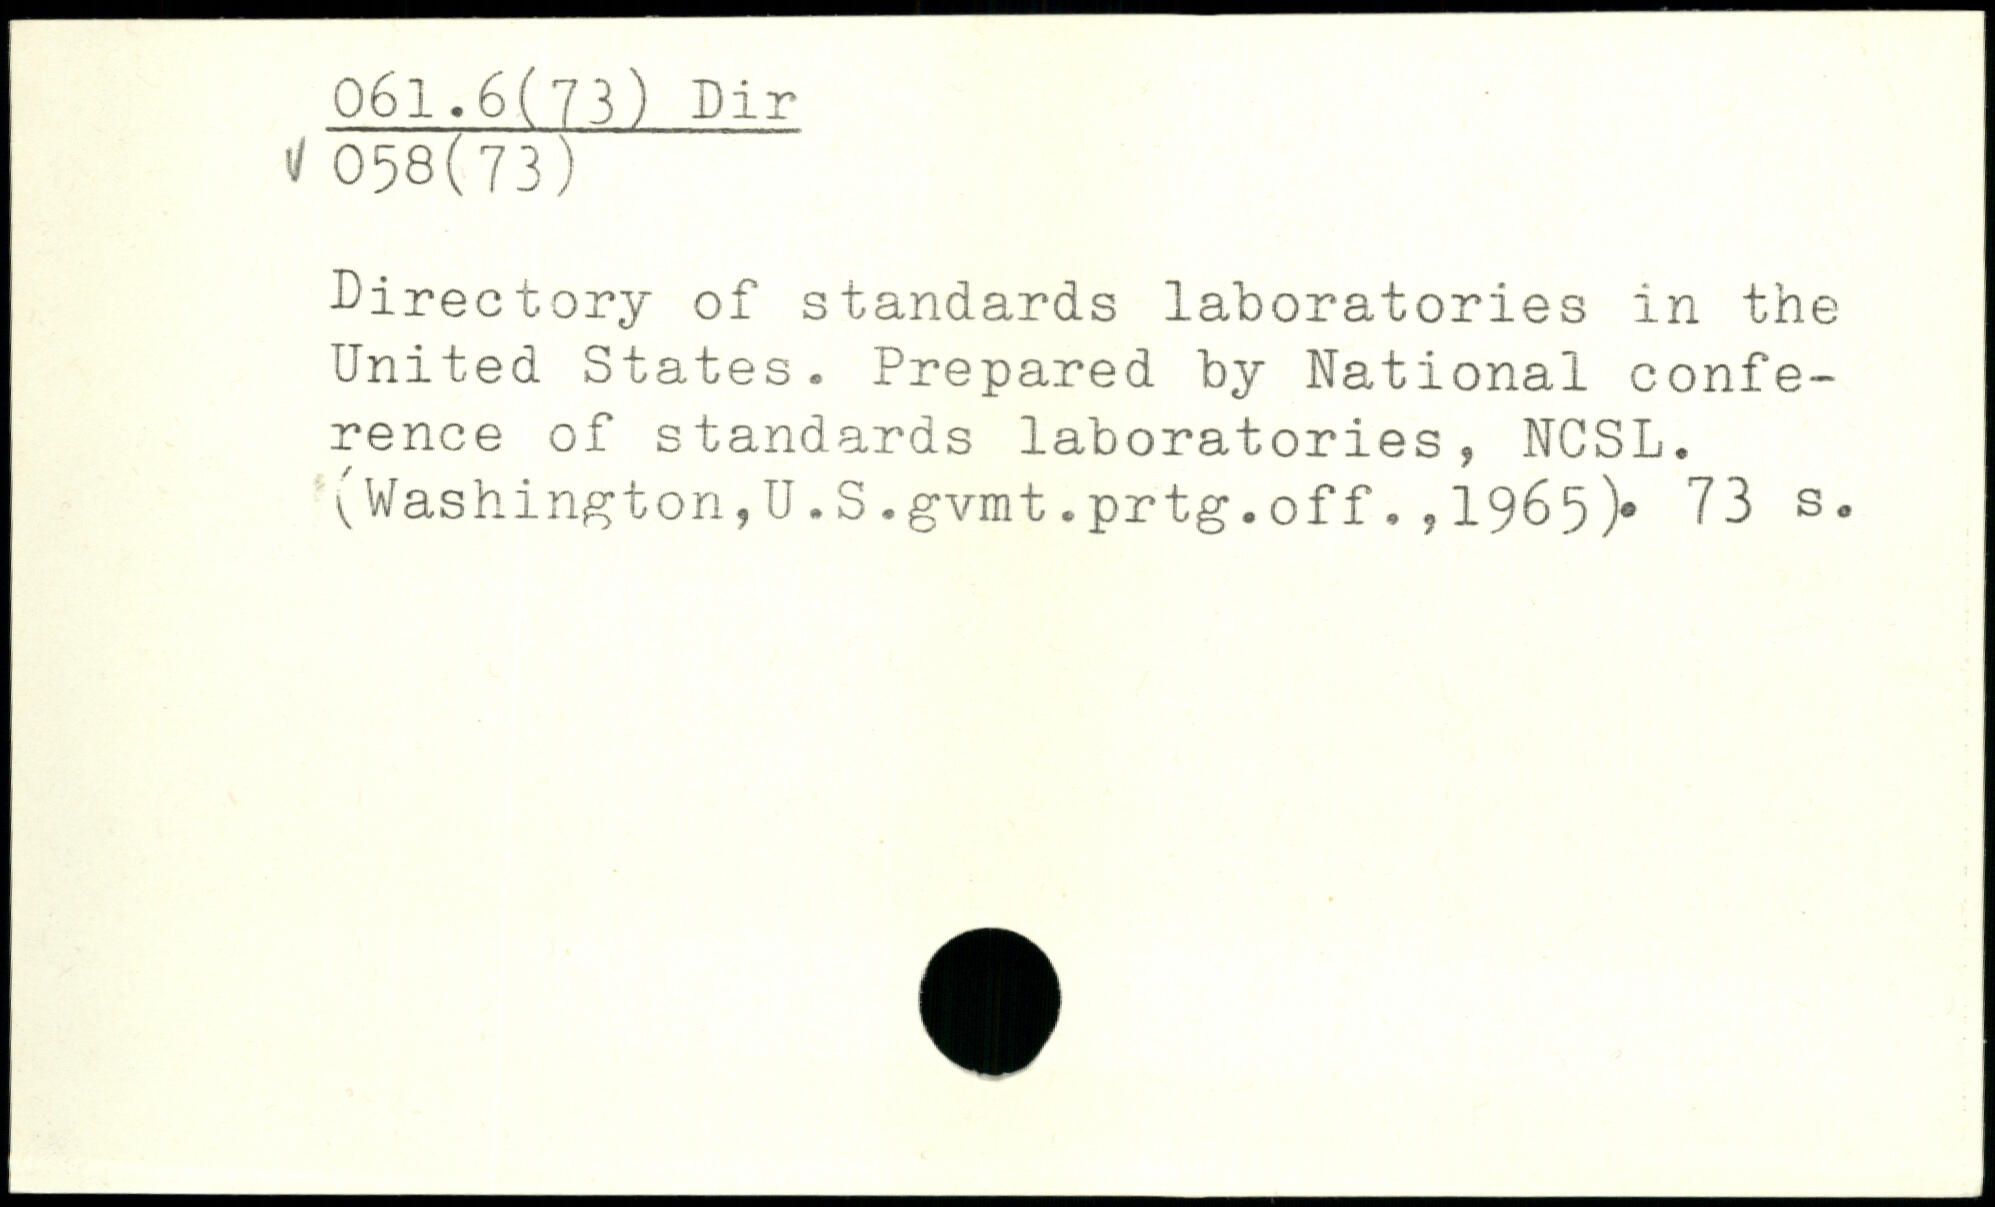 061.6(73) Dir
058(73)
Directory of standards laboratories in the
United States. Prepared by National confe-
rence of standards laboratories, NCSL.
(Washington,U.S.gvmt.prtg.off.,1965). 73 s.